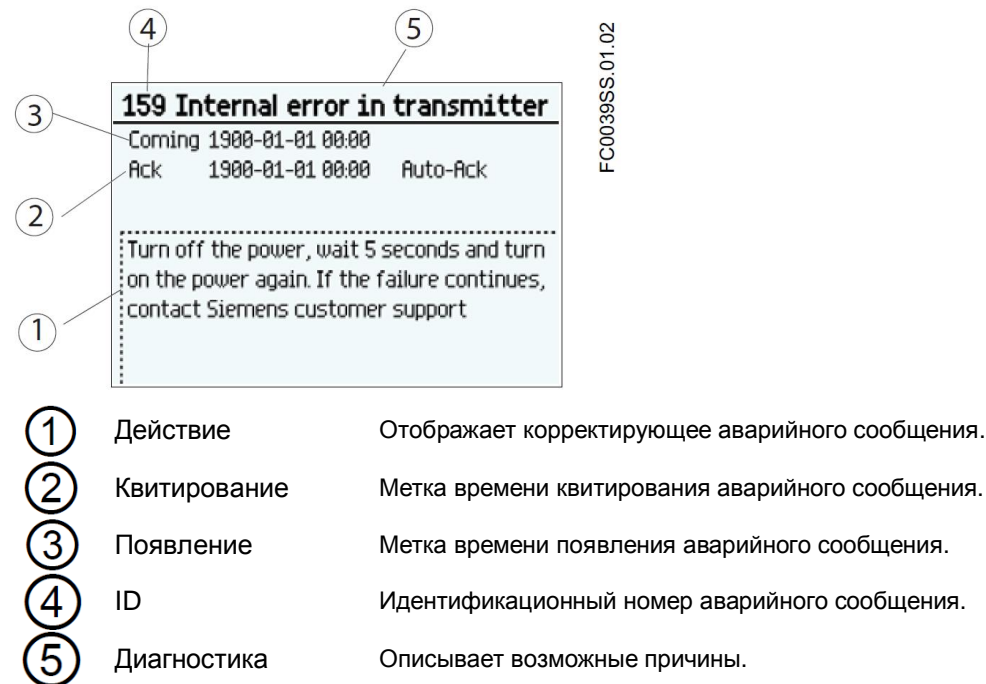 4
5
FC0039SS.01.02
3
159 Internal error in transmitter
Coming 1900-01-01 00:00
Ack 1900-01-01 00:00 Auto-Ack
2
Turn off the power, wait 5 seconds and turn
on the power again. If the failure continues,
contact Siemens customer support
1
1 Действие Отображает корректирующее аварийного сообщения.
2 Квитирование Метка времени квитирования аварийного сообщения.
3 Появление Метка времени появления аварийного сообщения.
4 ID Идентификационный номер аварийного сообщения.
5 Диагностика Описывает возможные причины.